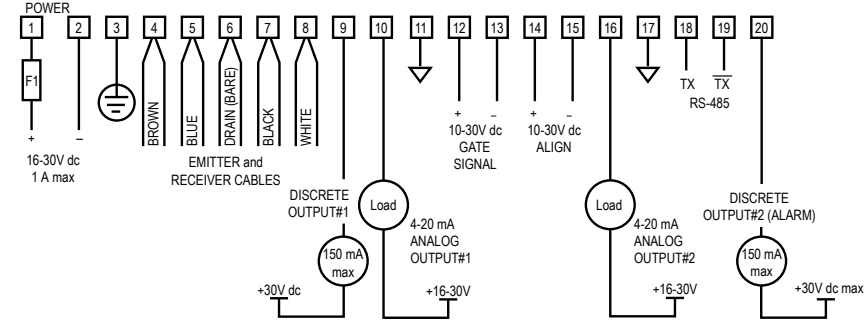 POWER
1 2 3 4 5 6 7 8 9 10 11 12 13 14 15 16 17 18 19 20
F1
+ –
16-30V dc
1 A max
BROWN
BLUE
DRAIN (BARE)
BLACK
WHITE
EMITTER and
RECEIVER CABLES
DISCRETE
OUTPUT#1
150 mA
max
+30V dc
Load
4-20 mA
ANALOG
OUTPUT#1
+16-30V
+ –
10-30V dc
GATE
SIGNAL
+ –
10-30V dc
ALIGN
Load
4-20 mA
ANALOG
OUTPUT#2
+16-30V
TX T̅X̅
RS-485
DISCRETE
OUTPUT#2 (ALARM)
150 mA
max
+30V dc max